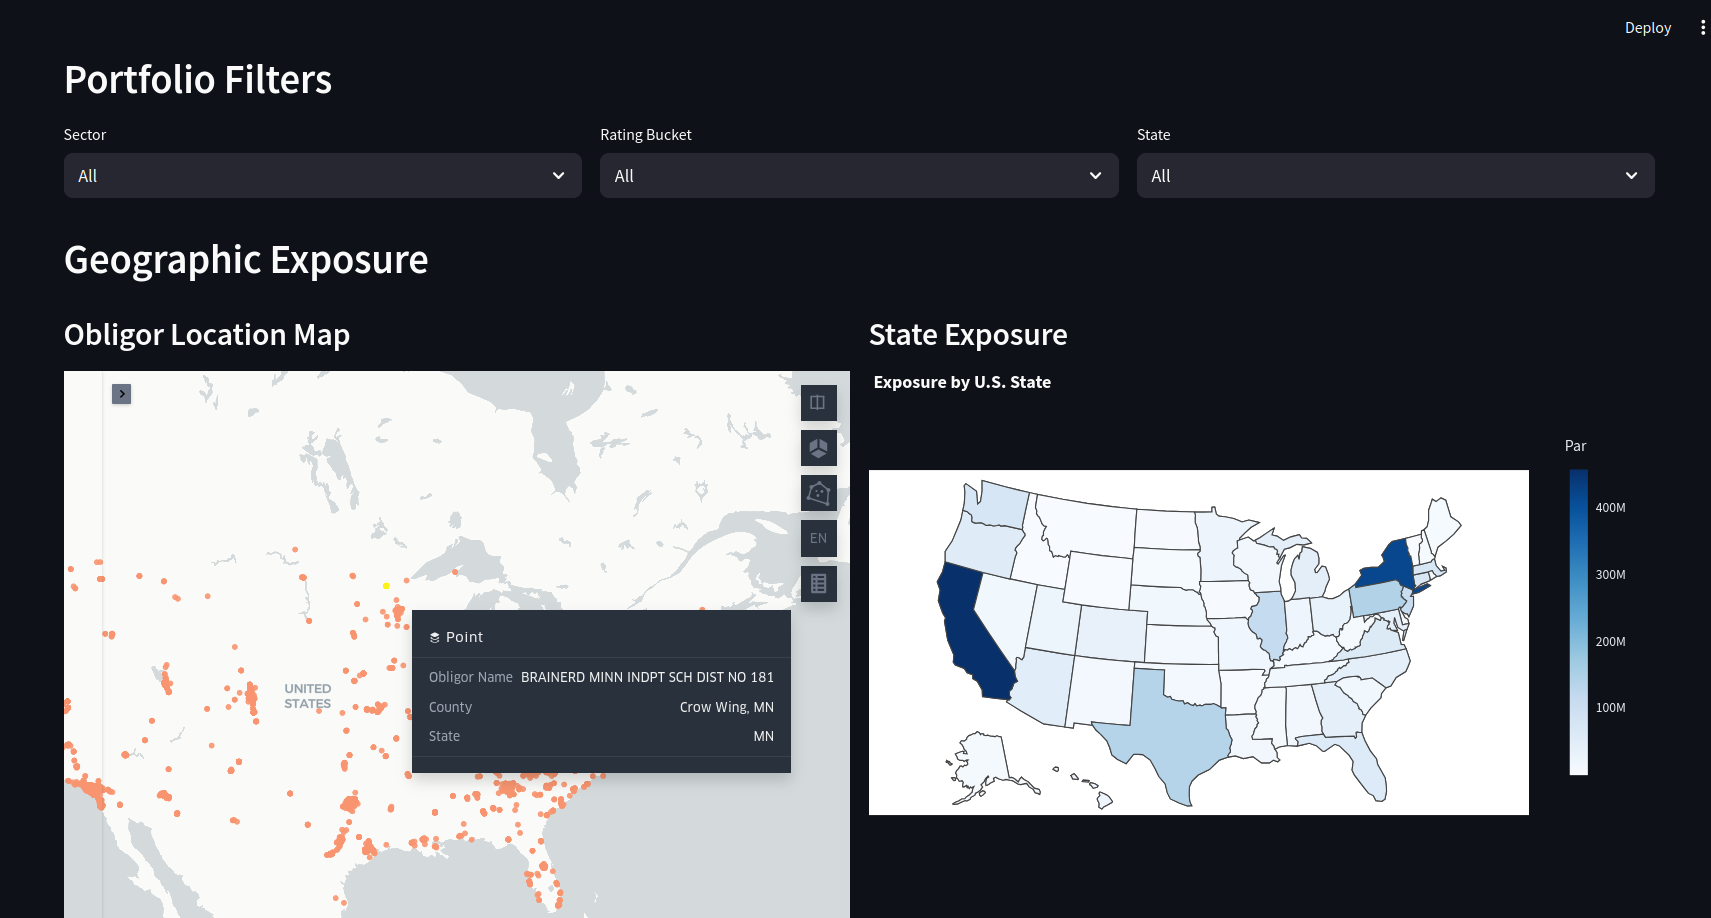 Deploy
Portfolio Filters
Sector
Rating Bucket
State
All
All
All
Geographic Exposure
Obligor Location Map
State Exposure
Exposure by U.S. State
EN
UNITED
STATES
Point
Obligor Name BRAINERD MINN INDPT SCH DIST NO 181
County Crow Wing, MN
State MN
Par
400M
300M
200M
100M